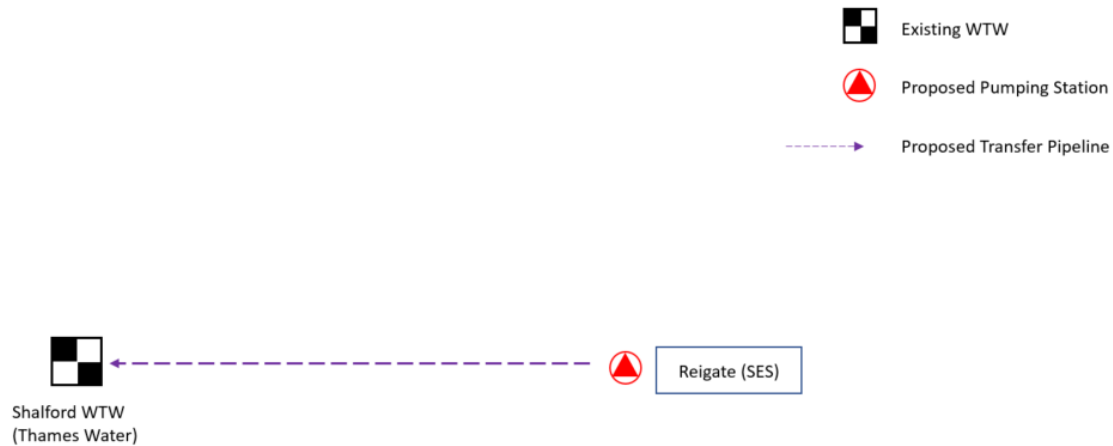 Existing WTW
Proposed Pumping Station
Proposed Transfer Pipeline
Reigate (SES)
Shalford WTW
(Thames Water)